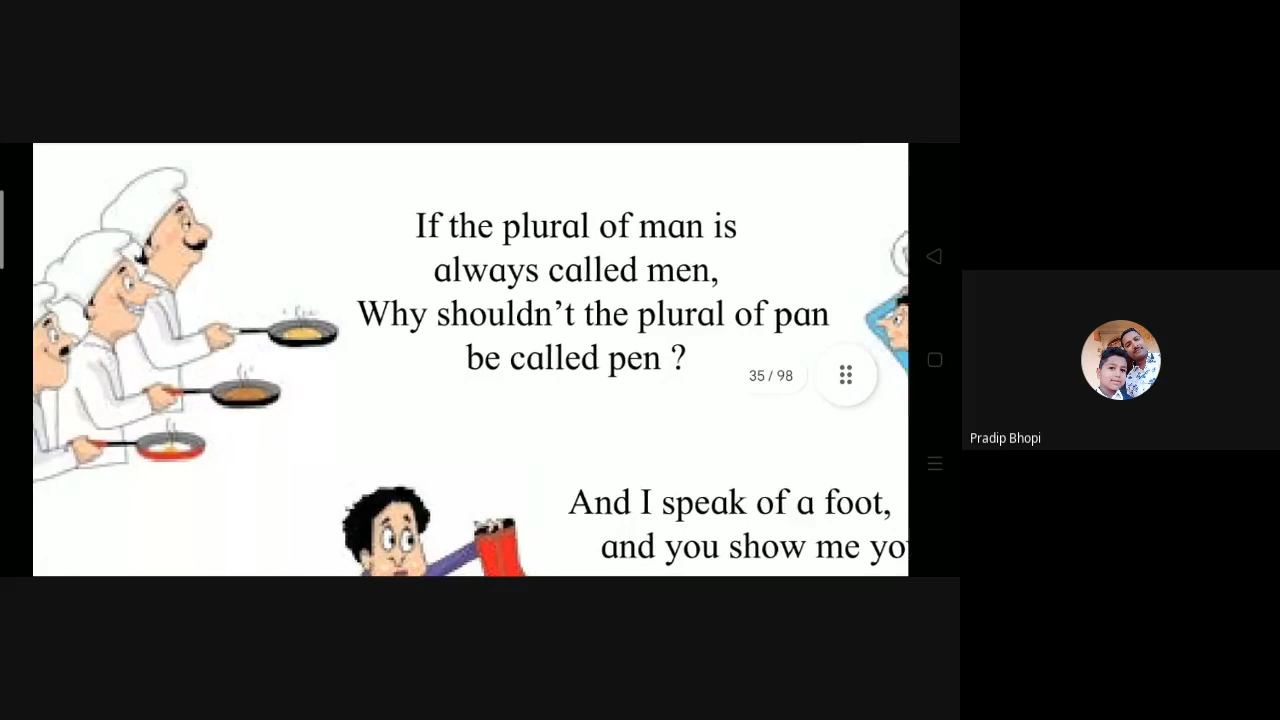 If the plural of man is
always called men,
Why shouldn't the plural of pan
be called pen ?
35 / 98
And I speak of a foot,
and you show me
Pradip Bhopi